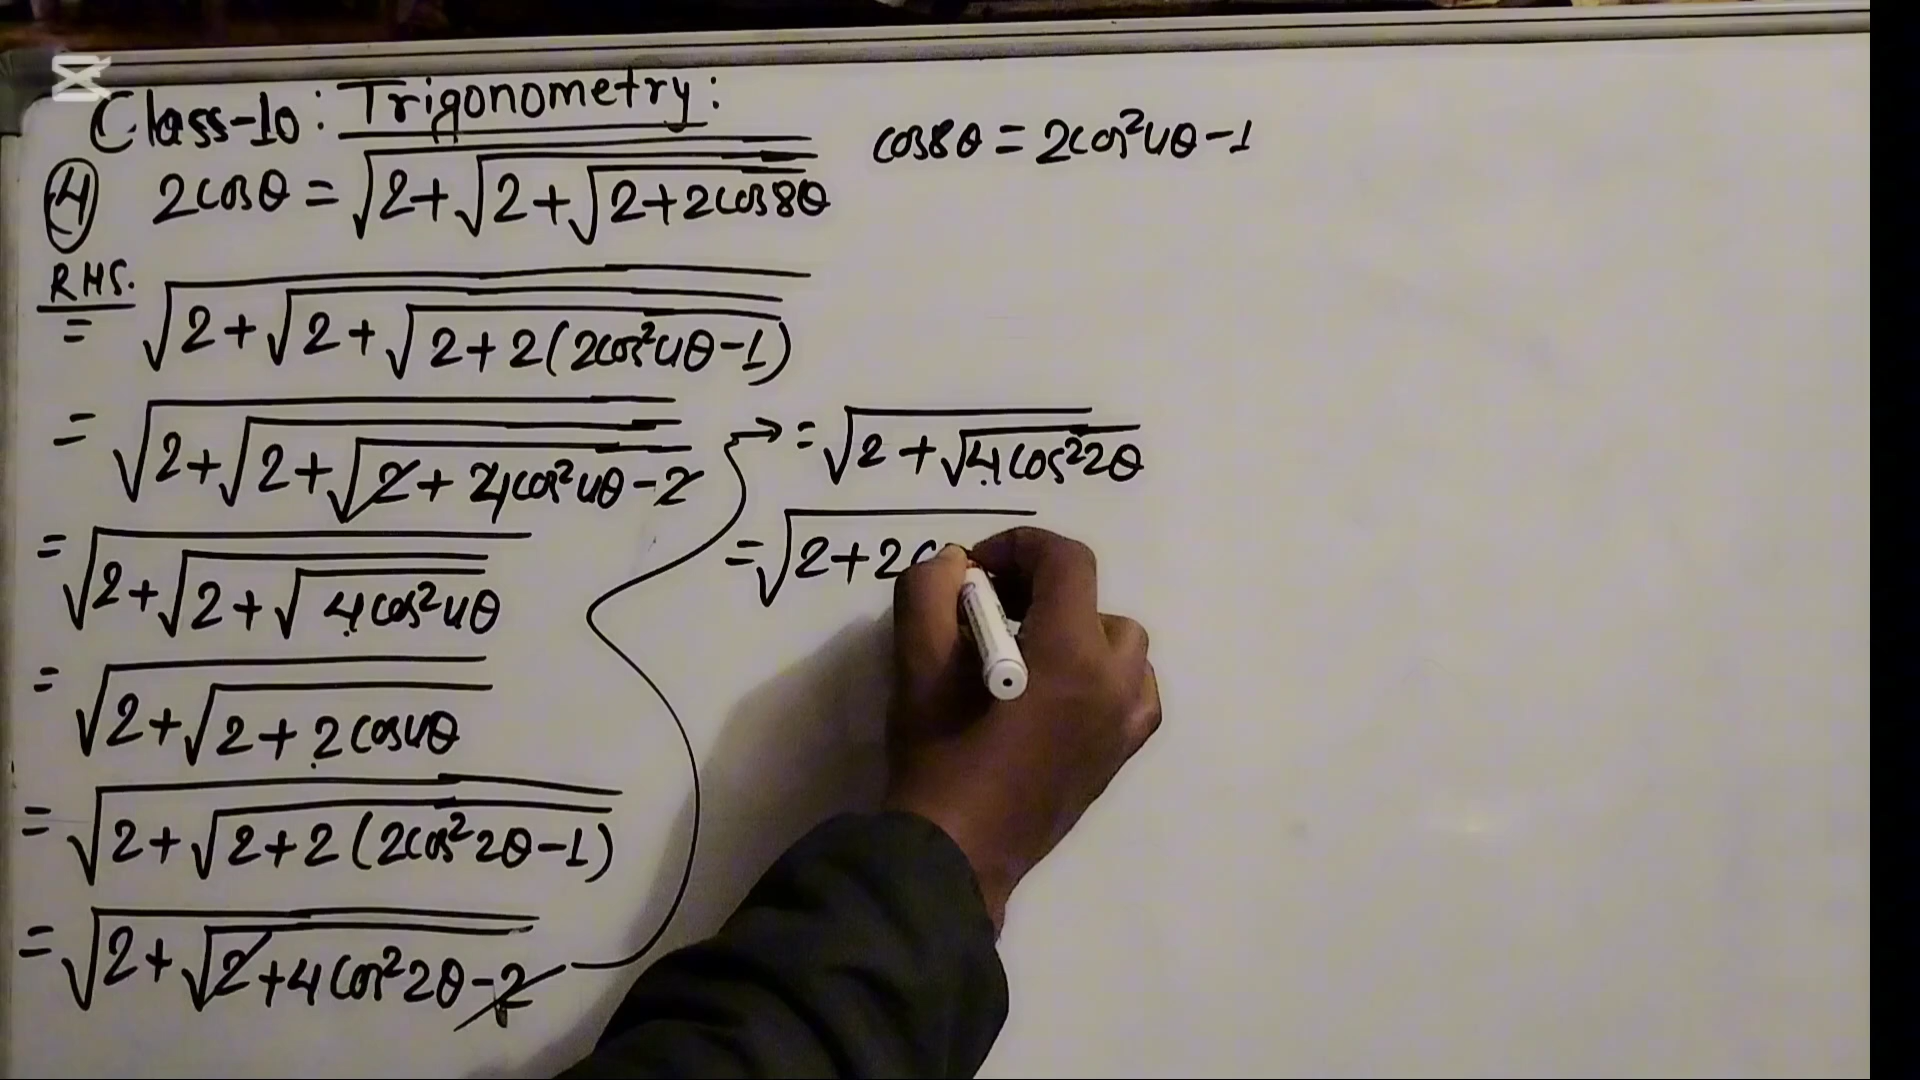 Class-10: Trigonometry:
cos8θ = 2cos²4θ-1
④ 2cosθ = √(2+√(2+√(2+2cos8θ)))
RHS.
= √(2+√(2+√(2+2(2cos²4θ-1))))
= √(2+√(2+√(2+4cos²4θ-2)))
= √(2+√(2+√(4cos²4θ)))
= √(2+√(2+2cos4θ))
= √(2+√(2+2(2cos²2θ-1)))
= √(2+√(2+4cos²2θ-2))
→ = √(2+√(4cos²2θ))
= √(2+2